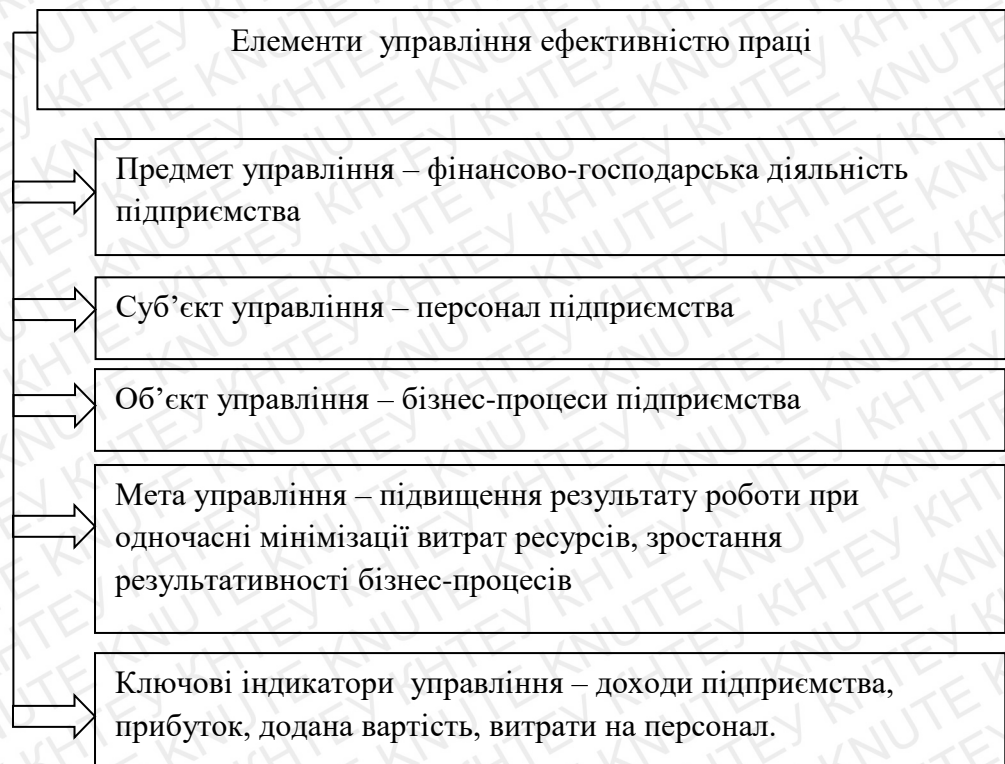 Елементи управління ефективністю праці
Предмет управління – фінансово-господарська діяльність
підприємства
Суб’єкт управління – персонал підприємства
Об’єкт управління – бізнес-процеси підприємства
Мета управління – підвищення результату роботи при
одночасні мінімізації витрат ресурсів, зростання
результативності бізнес-процесів
Ключові індикатори управління – доходи підприємства,
прибуток, додана вартість, витрати на персонал.